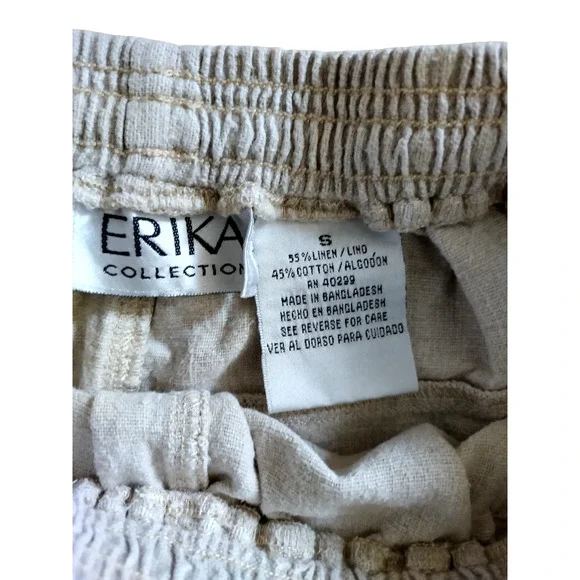 ERIKA
COLLECTION
S
55% LINEN / LINO
45% COTTON / ALGODON
RN 40299
MADE IN BANGLADESH
HECHO EN BANGLADESH
SEE REVERSE FOR CARE
VER AL DORSO PARA CUIDADO